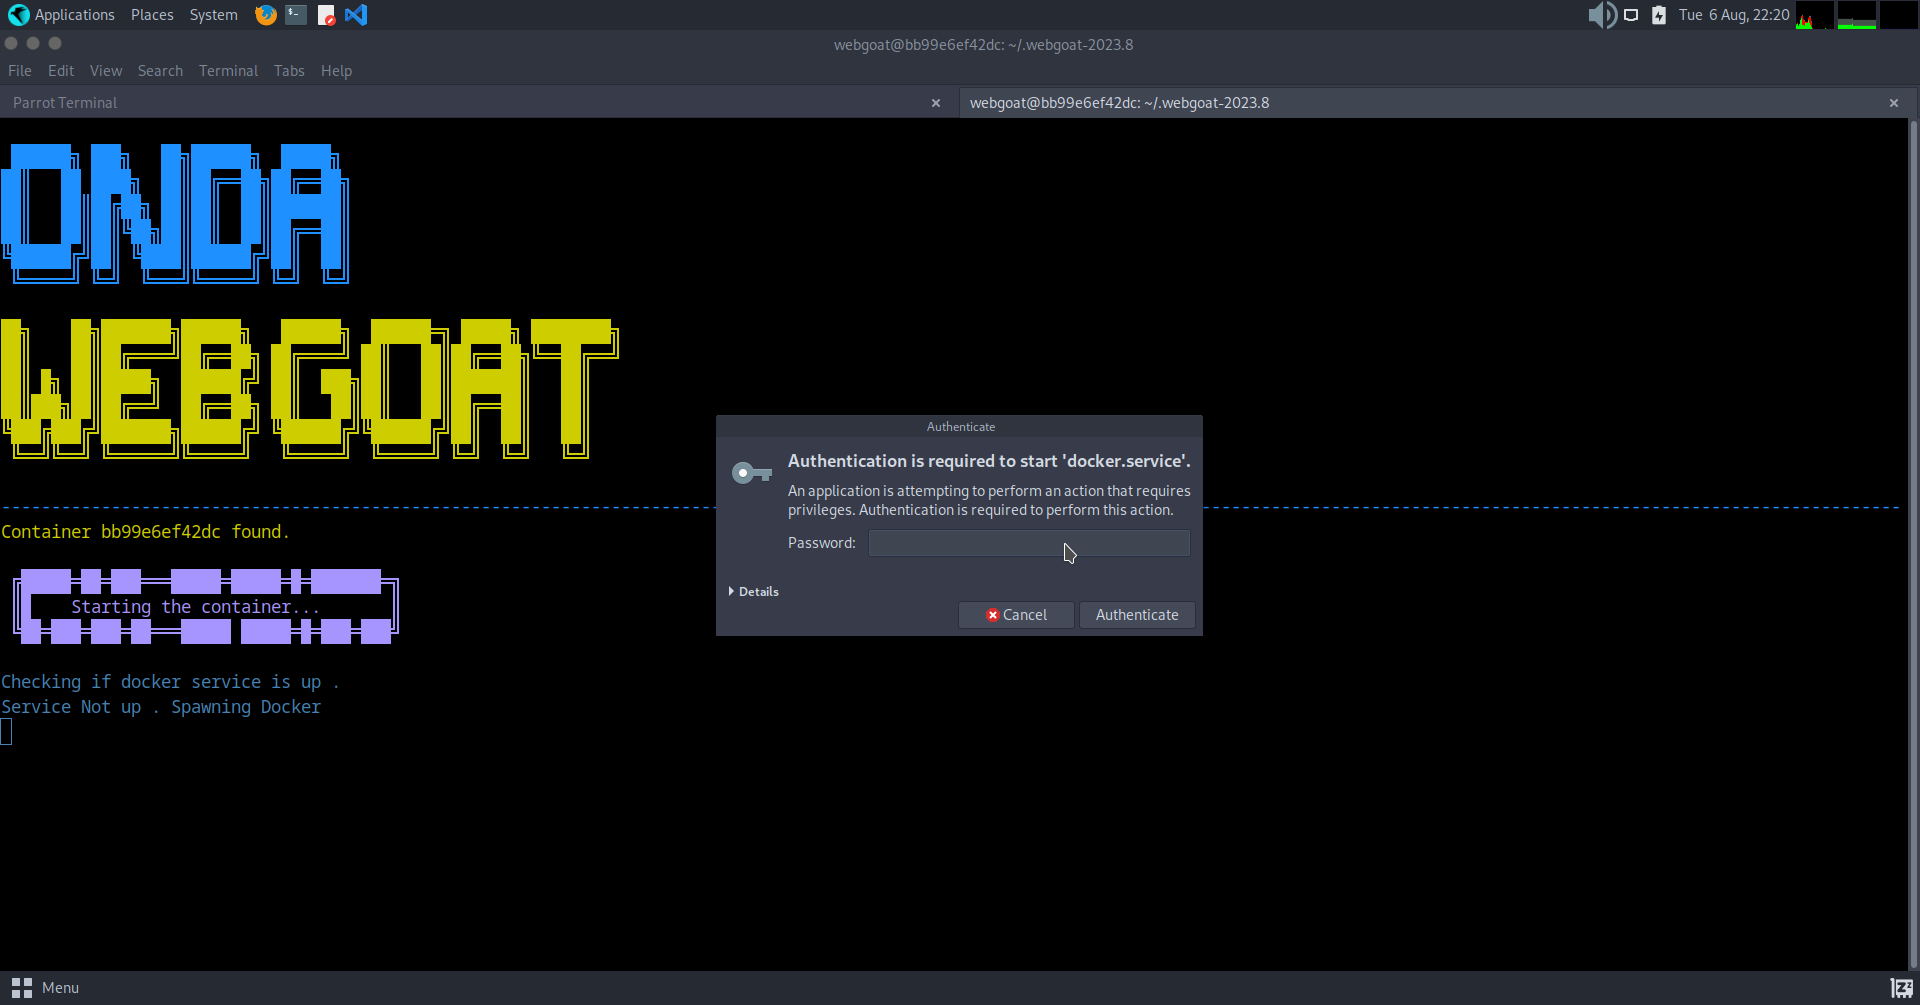 Applications Places System Tue 6 Aug, 22:20
webgoat@bb99e6ef42dc: ~/.webgoat-2023.8
File Edit View Search Terminal Tabs Help
Parrot Terminal × webgoat@bb99e6ef42dc: ~/.webgoat-2023.8 ×
ONDA
WEBGOAT
Container bb99e6ef42dc found.
Starting the container...
Checking if docker service is up .
Service Not up . Spawning Docker
Authenticate
Authentication is required to start 'docker.service'.
An application is attempting to perform an action that requires
privileges. Authentication is required to perform this action.
Password:
Details
Cancel Authenticate
Menu